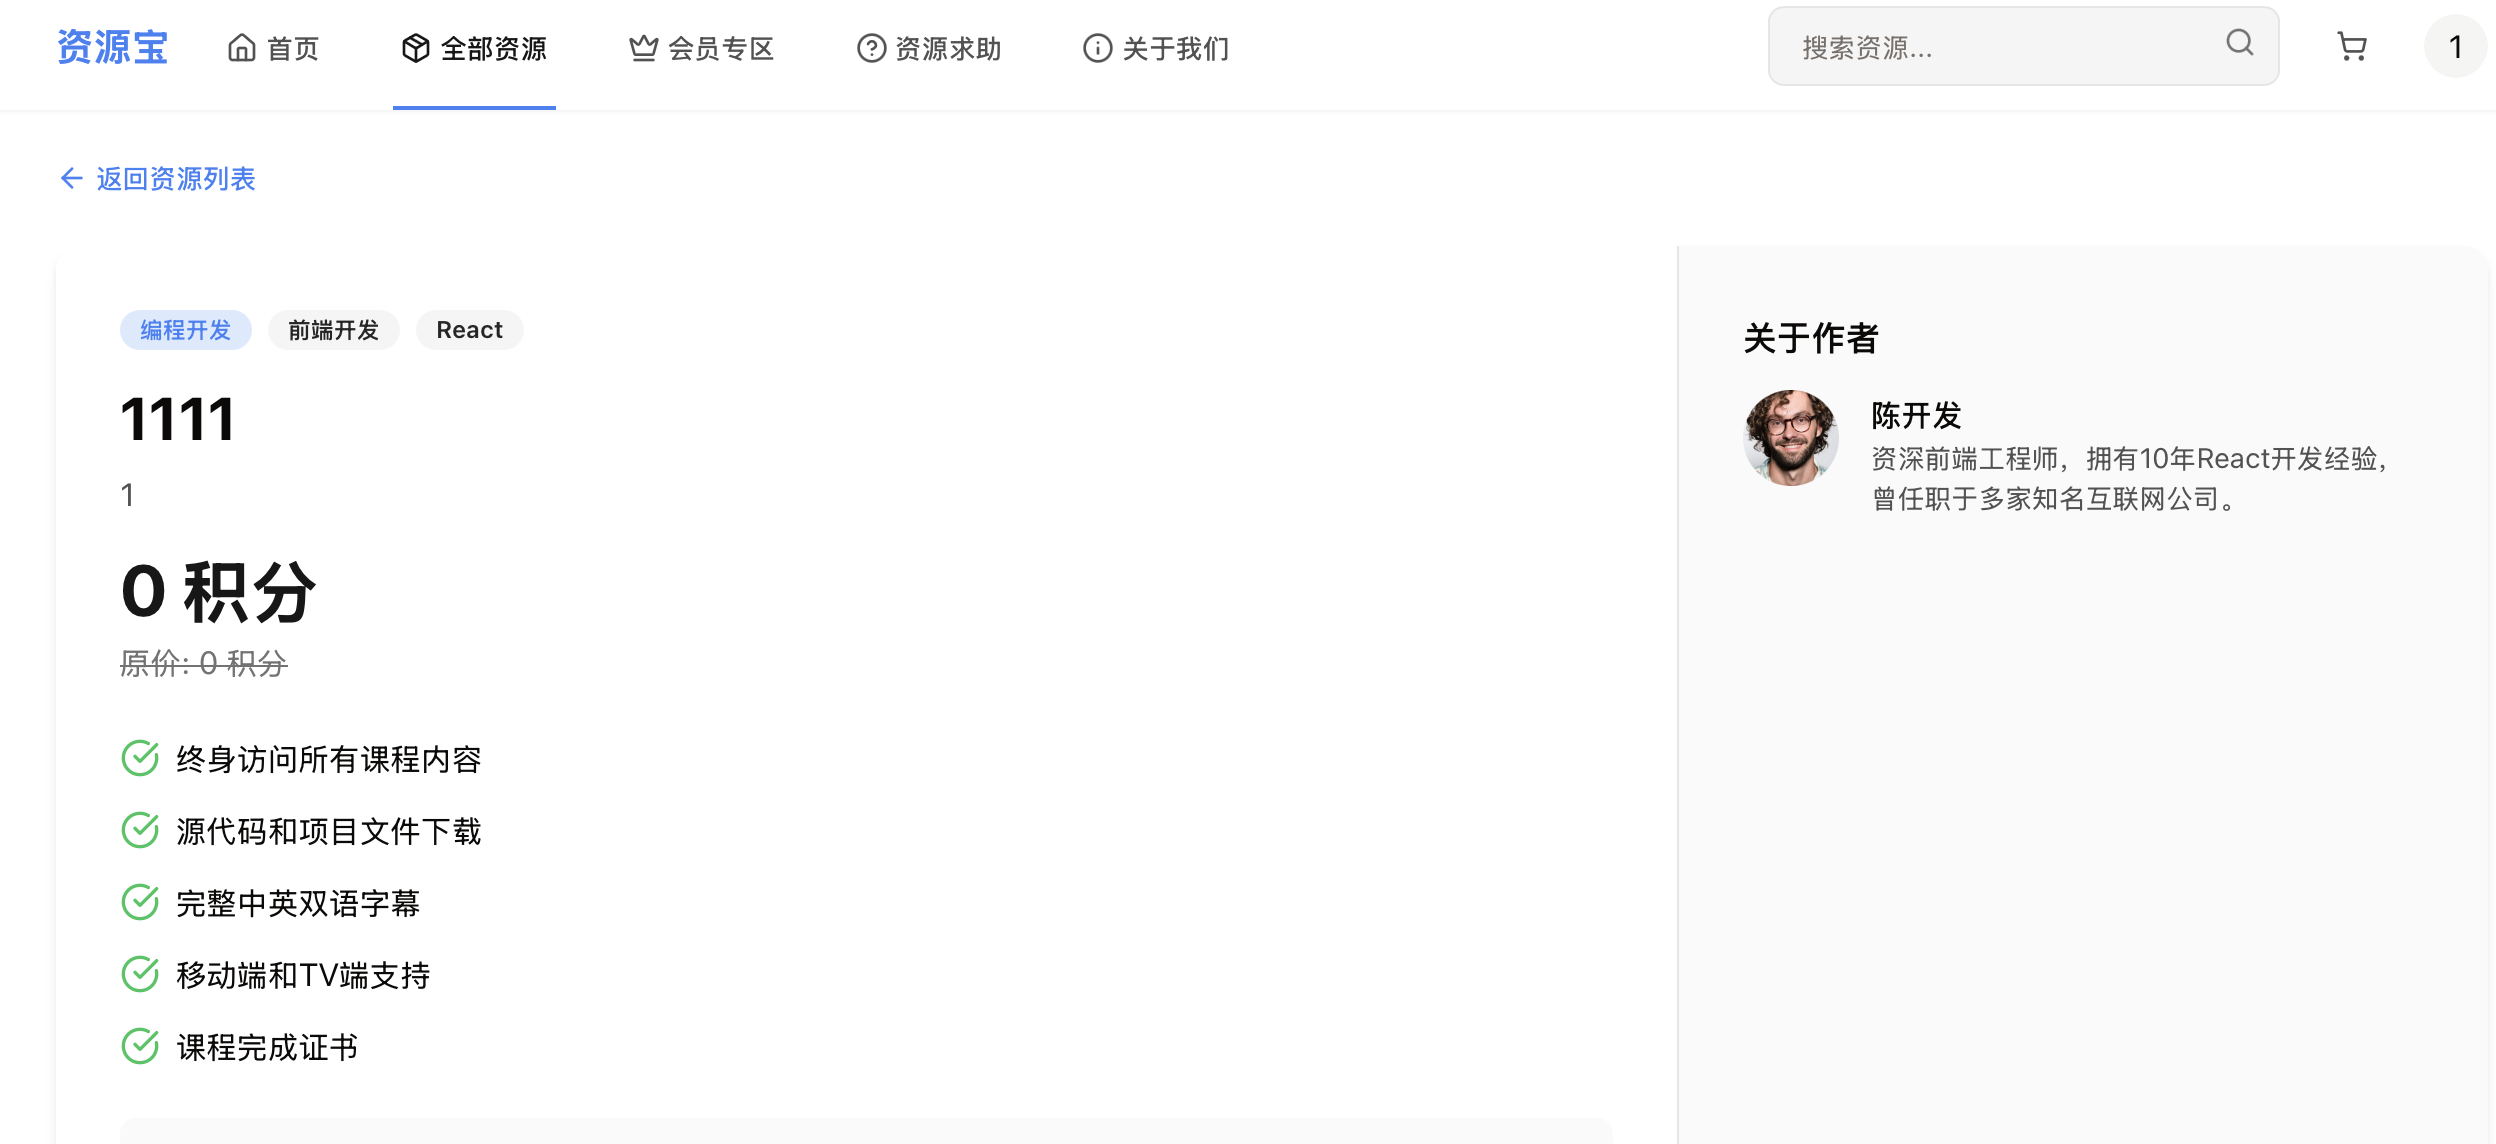 资源宝 首页 全部资源 会员专区 资源求助 关于我们 搜索资源... 1
返回资源列表
编程开发 前端开发 React
1111
1
0 积分
原价: 0 积分
终身访问所有课程内容
源代码和项目文件下载
完整中英双语字幕
移动端和TV端支持
课程完成证书
关于作者
陈开发
资深前端工程师，拥有10年React开发经验，
曾任职于多家知名互联网公司。